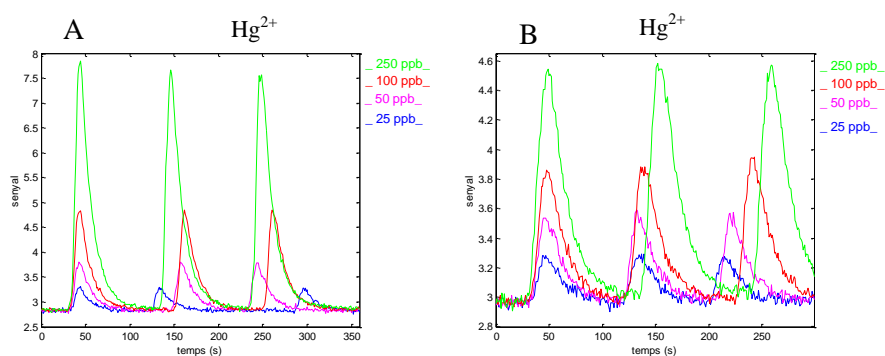 A
Hg2+
8
7.5
7
6.5
6
5.5
5
4.5
4
3.5
3
2.5
0 50 100 150 200 250 300 350
senyal
temps (s)
_ 250 ppb_
_ 100 ppb_
_ 50 ppb_
_ 25 ppb_
B
Hg2+
4.6
4.4
4.2
4
3.8
3.6
3.4
3.2
3
2.8
0 50 100 150 200 250
senyal
temps (s)
_ 250 ppb_
_ 100 ppb_
_ 50 ppb_
_ 25 ppb_